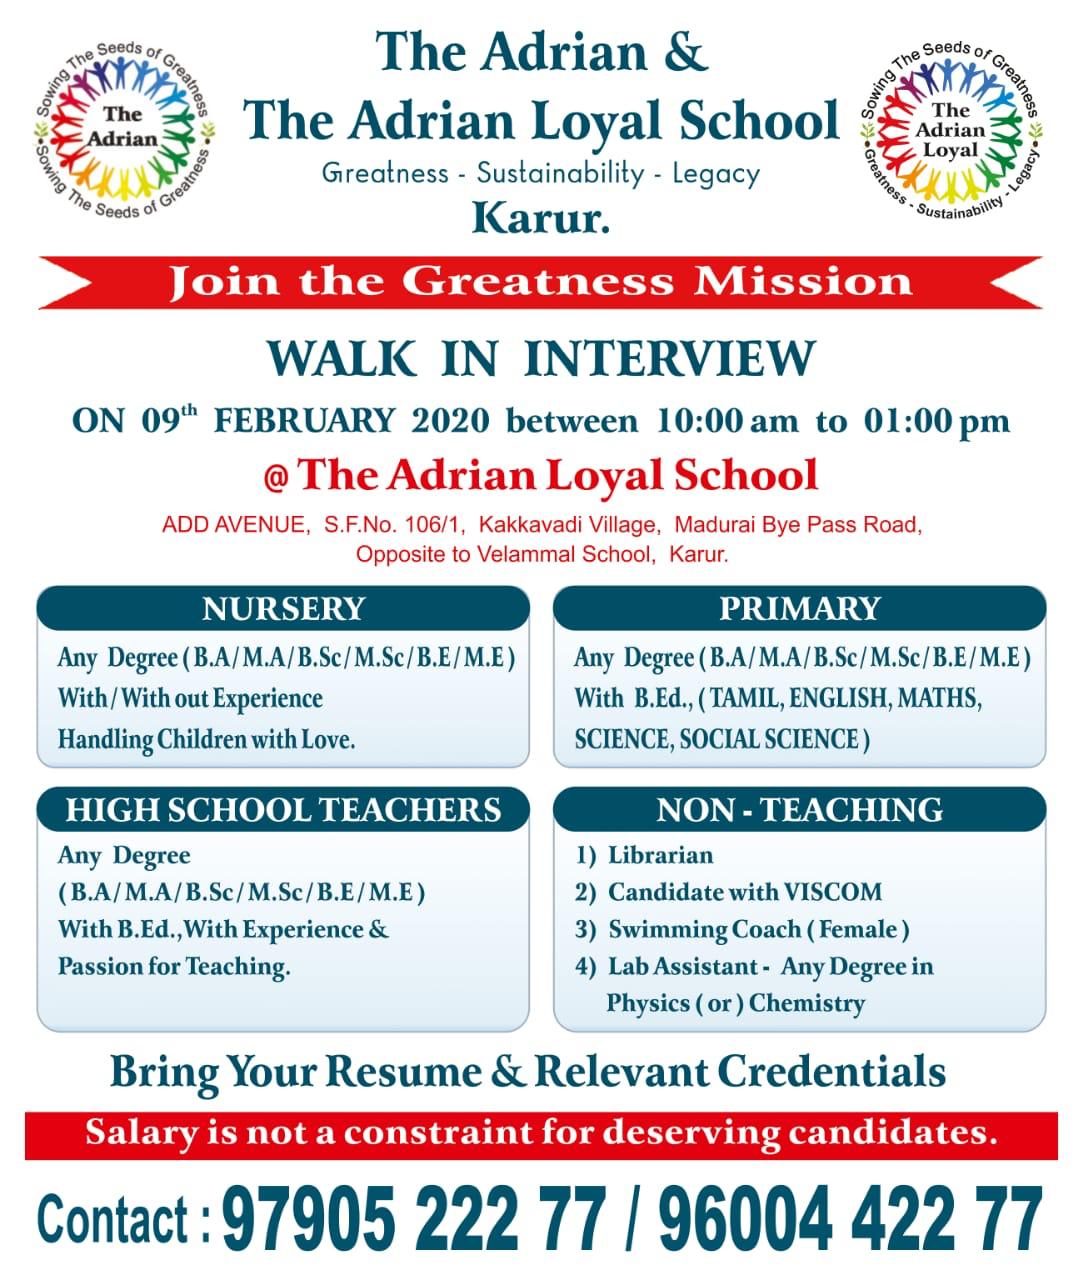 Sowing The Seeds of Greatness
The
Adrian
Sowing The Seeds of Greatness
The Adrian &
The Adrian Loyal School
Greatness - Sustainability - Legacy
Karur.
Sowing The Seeds of Greatness
The
Adrian
Loyal
Greatness - Sustainability - Legacy
Join the Greatness Mission
WALK IN INTERVIEW
ON 09th FEBRUARY 2020 between 10:00 am to 01:00 pm
@ The Adrian Loyal School
ADD AVENUE, S.F.No. 106/1, Kakkavadi Village, Madurai Bye Pass Road,
Opposite to Velammal School, Karur.
NURSERY
Any Degree ( B.A / M.A / B.Sc / M.Sc / B.E / M.E )
With / With out Experience
Handling Children with Love.
PRIMARY
Any Degree ( B.A / M.A / B.Sc / M.Sc / B.E / M.E )
With B.Ed., ( TAMIL, ENGLISH, MATHS,
SCIENCE, SOCIAL SCIENCE )
HIGH SCHOOL TEACHERS
Any Degree
( B.A / M.A / B.Sc / M.Sc / B.E / M.E )
With B.Ed.,With Experience &
Passion for Teaching.
NON - TEACHING
1) Librarian
2) Candidate with VISCOM
3) Swimming Coach ( Female )
4) Lab Assistant - Any Degree in
Physics ( or ) Chemistry
Bring Your Resume & Relevant Credentials
Salary is not a constraint for deserving candidates.
Contact : 97905 222 77 / 96004 422 77